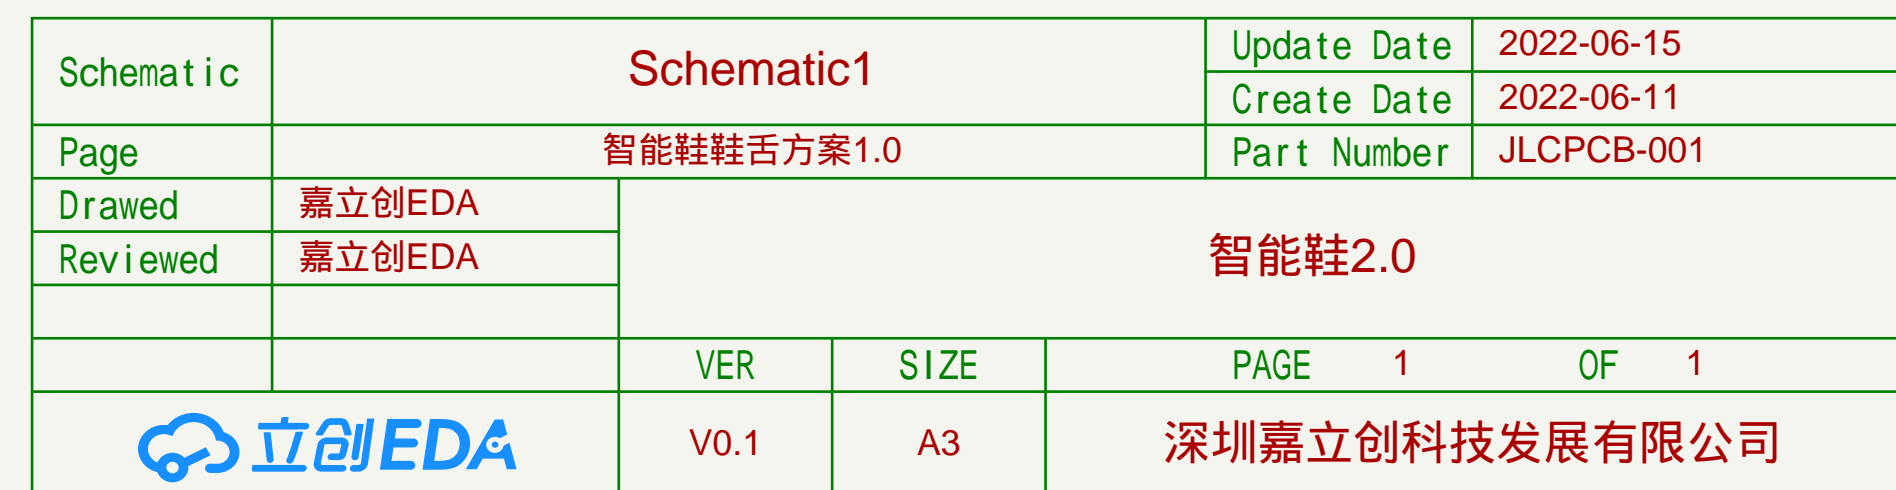 Schematic
Schematic1
Update Date
2022-06-15
Create Date
2022-06-11
Page
智能鞋鞋舌方案1.0
Part Number
JLCPCB-001
Drawed
嘉立创EDA
Reviewed
嘉立创EDA
智能鞋2.0
VER
SIZE
PAGE 1 OF 1
立创EDA
V0.1
A3
深圳嘉立创科技发展有限公司